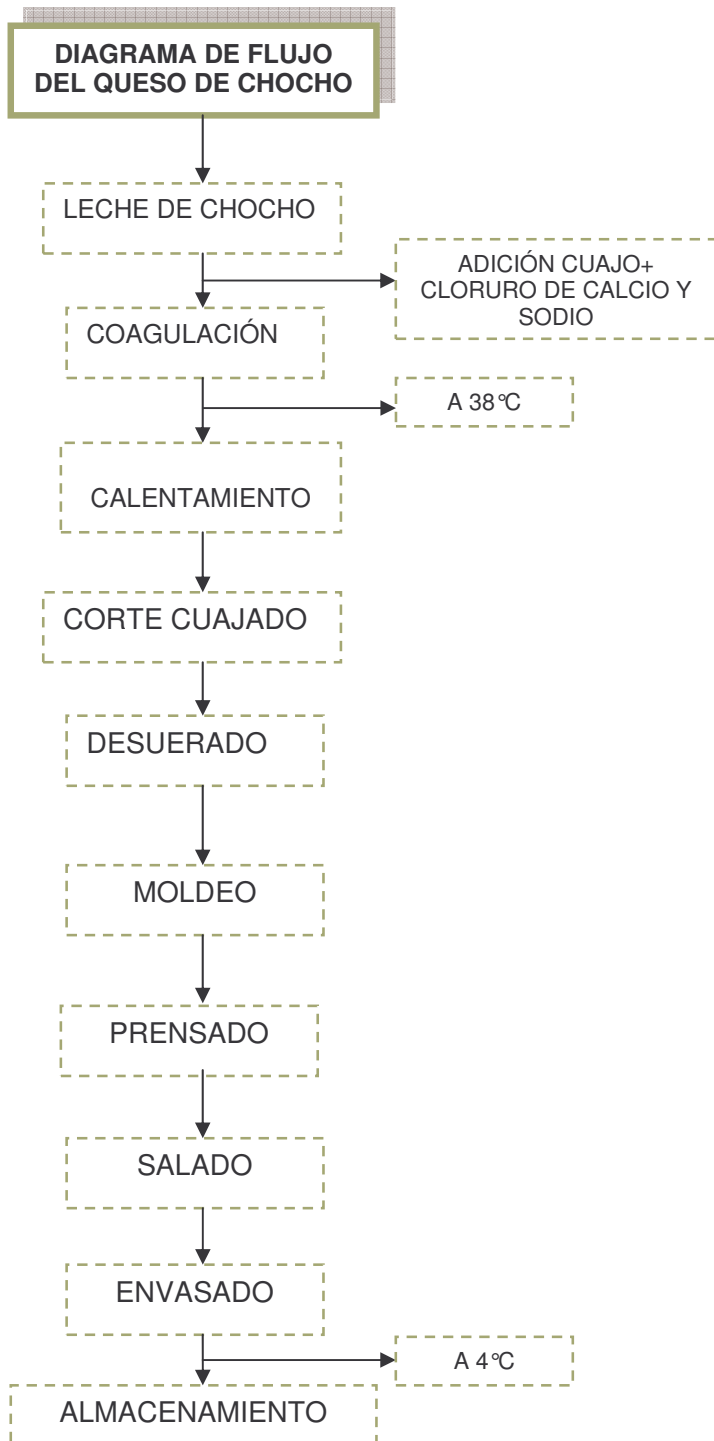 DIAGRAMA DE FLUJO
DEL QUESO DE CHOCHO
LECHE DE CHOCHO
ADICIÓN CUAJO+
CLORURO DE CALCIO Y
SODIO
COAGULACIÓN
A 38°C
CALENTAMIENTO
CORTE CUAJADO
DESUERADO
MOLDEO
PRENSADO
SALADO
ENVASADO
A 4°C
ALMACENAMIENTO